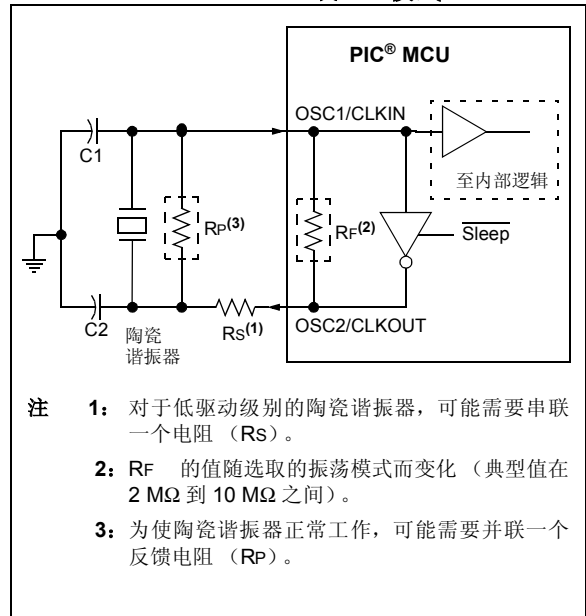 PIC® MCU
OSC1/CLKIN
C1
至内部逻辑
RP(3)
RF(2)
Sleep
C2
陶瓷
谐振器
RS(1)
OSC2/CLKOUT
注 1：对于低驱动级别的陶瓷谐振器，可能需要串联
一个电阻 （RS）。
2：RF 的值随选取的振荡模式而变化 （典型值在
2 MΩ 到 10 MΩ 之间）。
3：为使陶瓷谐振器正常工作，可能需要并联一个
反馈电阻 （RP）。